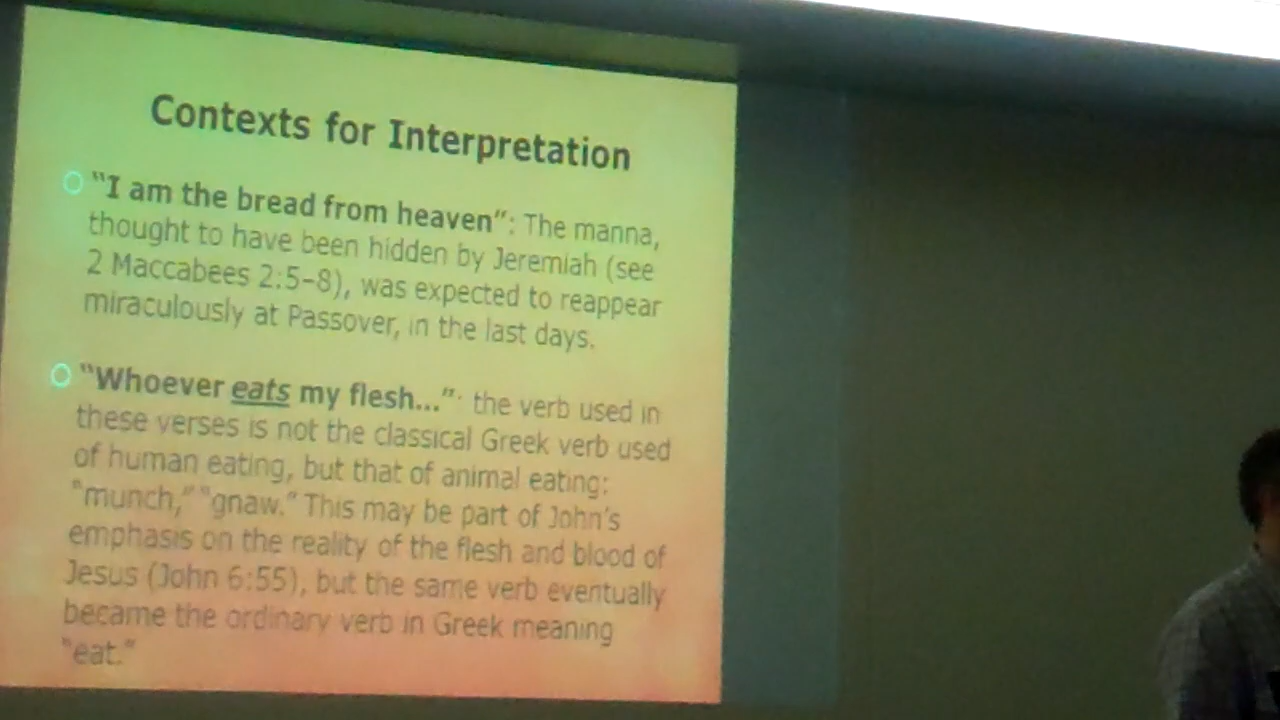 Contexts for Interpretation
"I am the bread from heaven": The manna,
thought to have been hidden by Jeremiah (see
2 Maccabees 2:5-8), was expected to reappear
miraculously at Passover, in the last days.
"Whoever eats my flesh...": the verb used in
these verses is not the classical Greek verb used
of human eating, but that of animal eating:
"munch," "gnaw." This may be part of John's
emphasis on the reality of the flesh and blood of
Jesus (John 6:55), but the same verb eventually
became the ordinary verb in Greek meaning
"eat."